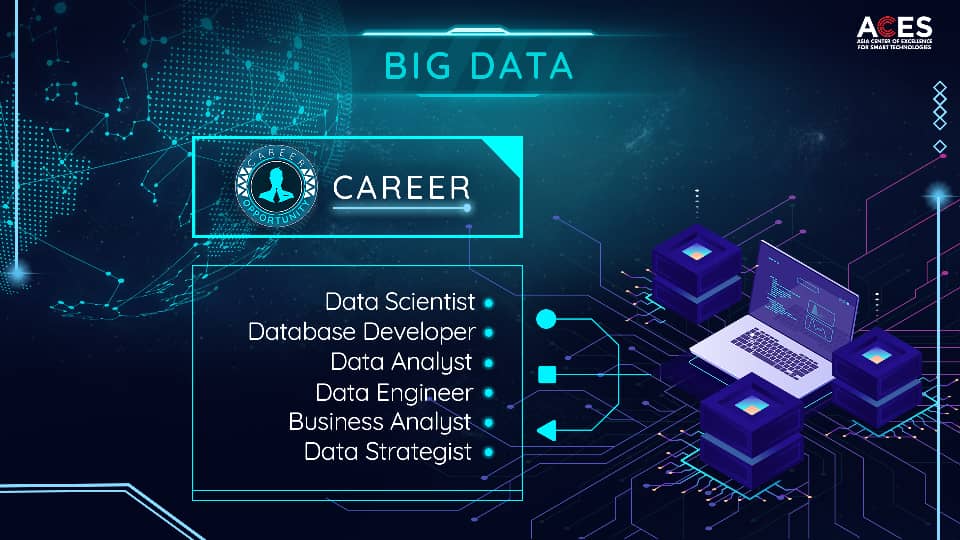 ACES
ASIA CENTER OF EXCELLENCE
FOR SMART TECHNOLOGIES
BIG DATA
CAREER
OPPORTUNITY
CAREER
Data Scientist
Database Developer
Data Analyst
Data Engineer
Business Analyst
Data Strategist